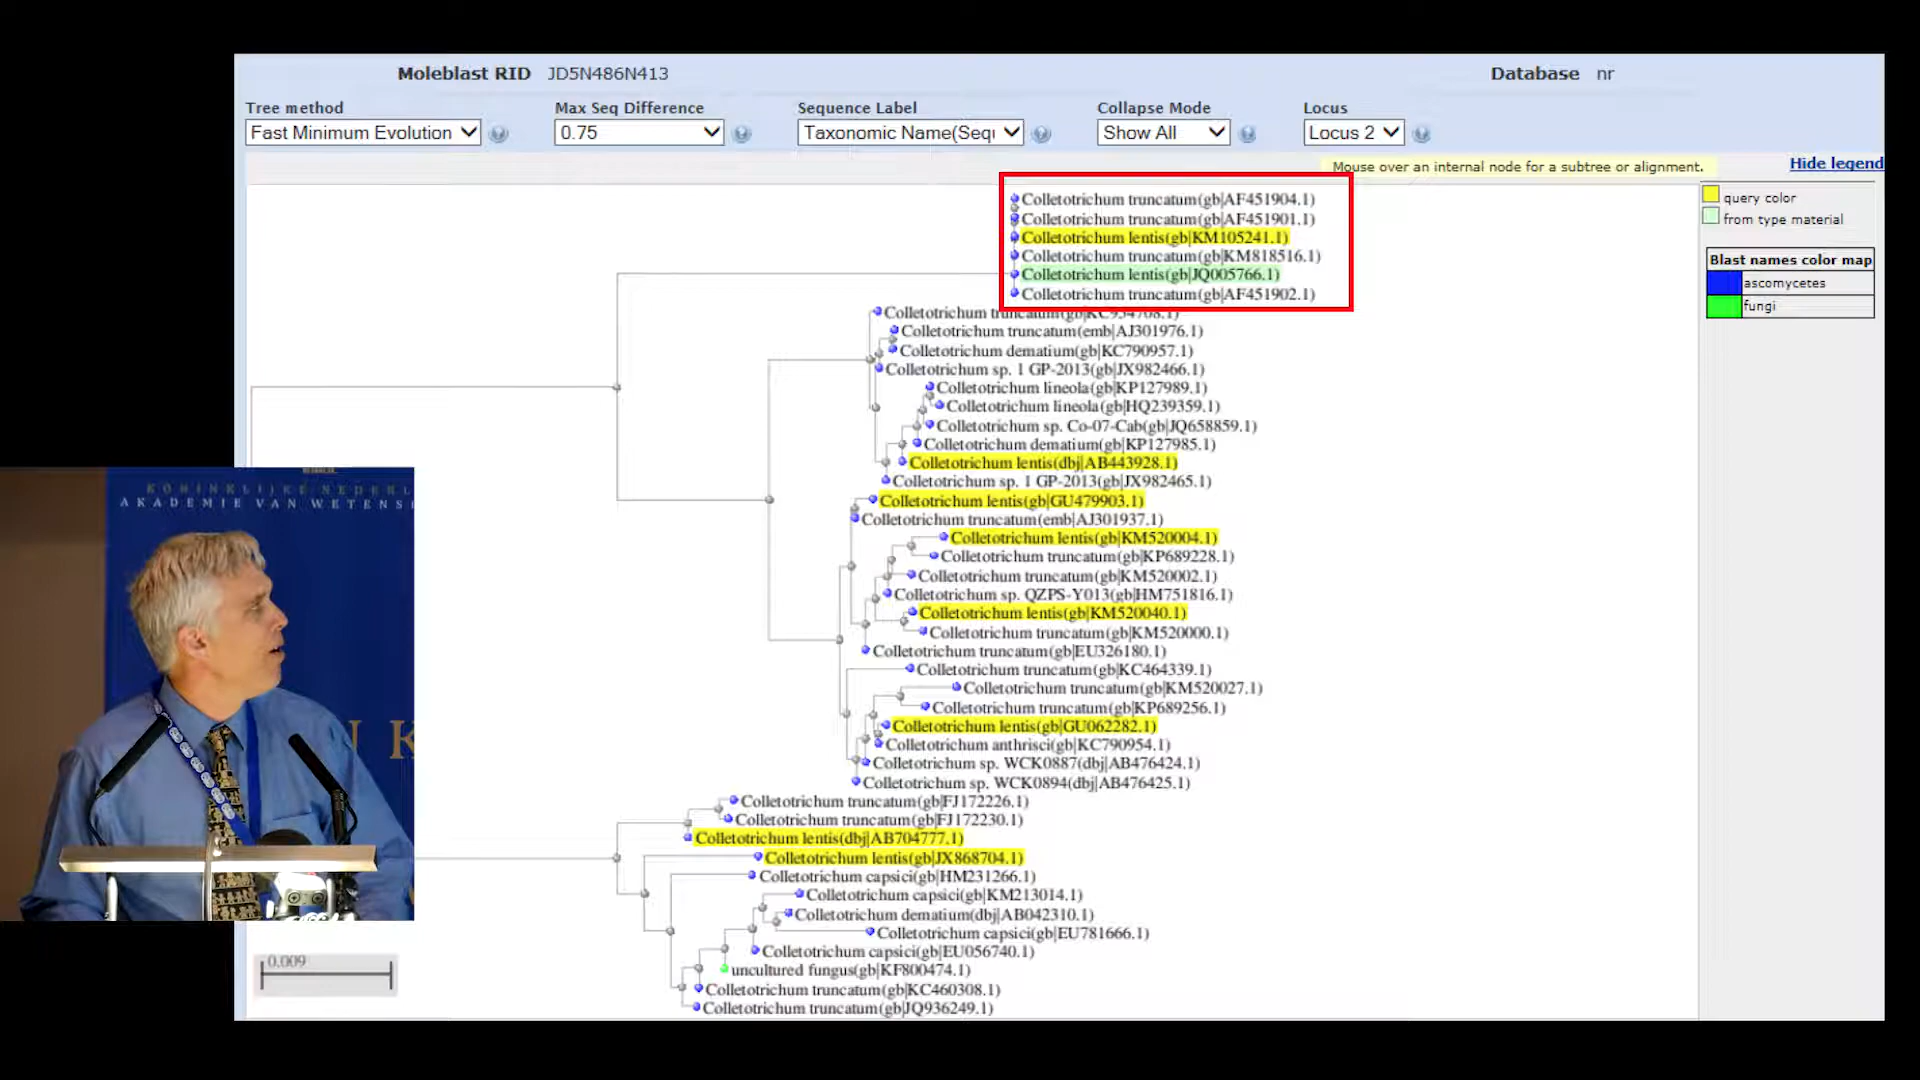 Moleblast RID JD5N486N413 Database nr
Tree method Max Seq Difference Sequence Label Collapse Mode Locus
Fast Minimum Evolution 0.75 Taxonomic Name(Sequ Show All Locus 2
Mouse over an internal node for a subtree or alignment. Hide legend
Colletotrichum truncatum(gb|AF451904.1)
Colletotrichum truncatum(gb|AF451901.1)
Colletotrichum lentis(gb|KM105241.1)
Colletotrichum truncatum(gb|KM818516.1)
Colletotrichum lentis(gb|JQ005766.1)
Colletotrichum truncatum(gb|AF451902.1)
Colletotrichum truncatum(gb|KC954708.1)
Colletotrichum truncatum(emb|AJ301976.1)
Colletotrichum dematium(gb|KC790957.1)
Colletotrichum sp. 1 GP-2013(gb|JX982466.1)
Colletotrichum lineola(gb|KP127989.1)
Colletotrichum lineola(gb|HQ239359.1)
Colletotrichum sp. Co-07-Cab(gb|JQ658859.1)
Colletotrichum dematium(gb|KP127985.1)
Colletotrichum lentis(dbj|AB443928.1)
Colletotrichum sp. 1 GP-2013(gb|JX982465.1)
Colletotrichum lentis(gb|GU479903.1)
Colletotrichum truncatum(emb|AJ301937.1)
Colletotrichum lentis(gb|KM520004.1)
Colletotrichum truncatum(gb|KP689228.1)
Colletotrichum truncatum(gb|KM520002.1)
Colletotrichum sp. QZPS-Y013(gb|HM751816.1)
Colletotrichum lentis(gb|KM520040.1)
Colletotrichum truncatum(gb|KM520000.1)
Colletotrichum truncatum(gb|EU326180.1)
Colletotrichum truncatum(gb|KC464339.1)
Colletotrichum truncatum(gb|KM520027.1)
Colletotrichum truncatum(gb|KP689256.1)
Colletotrichum lentis(gb|GU062282.1)
Colletotrichum anthrisci(gb|KC790954.1)
Colletotrichum sp. WCK0887(dbj|AB476424.1)
Colletotrichum sp. WCK0894(dbj|AB476425.1)
Colletotrichum truncatum(gb|FJ172226.1)
Colletotrichum truncatum(gb|FJ172230.1)
Colletotrichum lentis(dbj|AB704777.1)
Colletotrichum lentis(gb|JX868704.1)
Colletotrichum capsici(gb|HM231266.1)
Colletotrichum capsici(gb|KM213014.1)
Colletotrichum dematium(dbj|AB042310.1)
Colletotrichum capsici(gb|EU781666.1)
Colletotrichum capsici(gb|EU056740.1)
uncultured fungus(gb|KF800474.1)
Colletotrichum truncatum(gb|KC460308.1)
Colletotrichum truncatum(gb|JQ936249.1)
0.009
query color
from type material
Blast names color map
ascomycetes
fungi
KONINKLIJKE NEDERL
AKADEMIE VAN WETENS
K